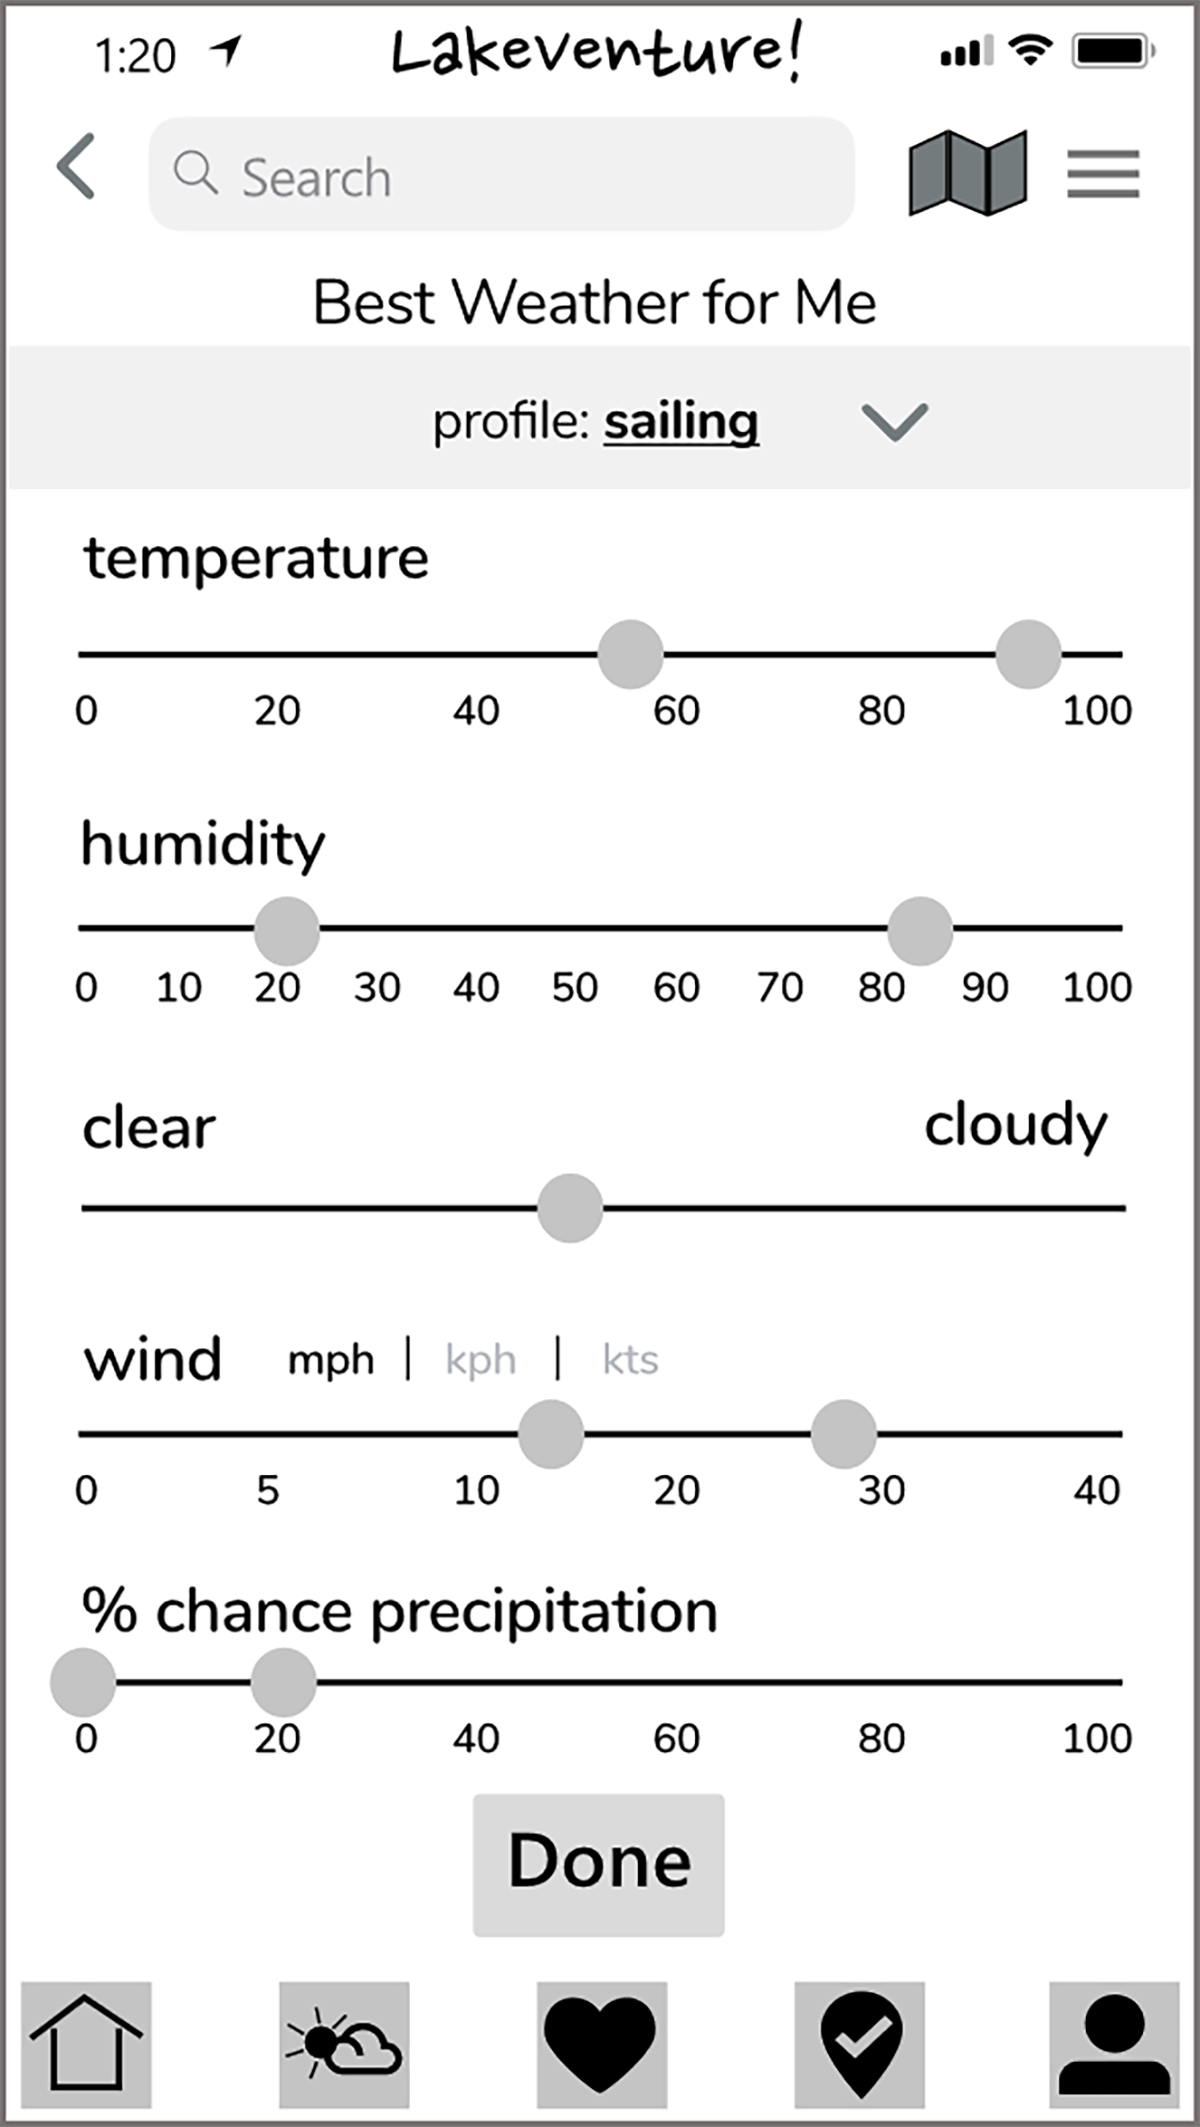 1:20 Lakeventure!
Search
Best Weather for Me
profile: sailing
temperature
0 20 40 60 80 100
humidity
0 10 20 30 40 50 60 70 80 90 100
clear cloudy
wind mph | kph | kts
0 5 10 20 30 40
% chance precipitation
0 20 40 60 80 100
Done